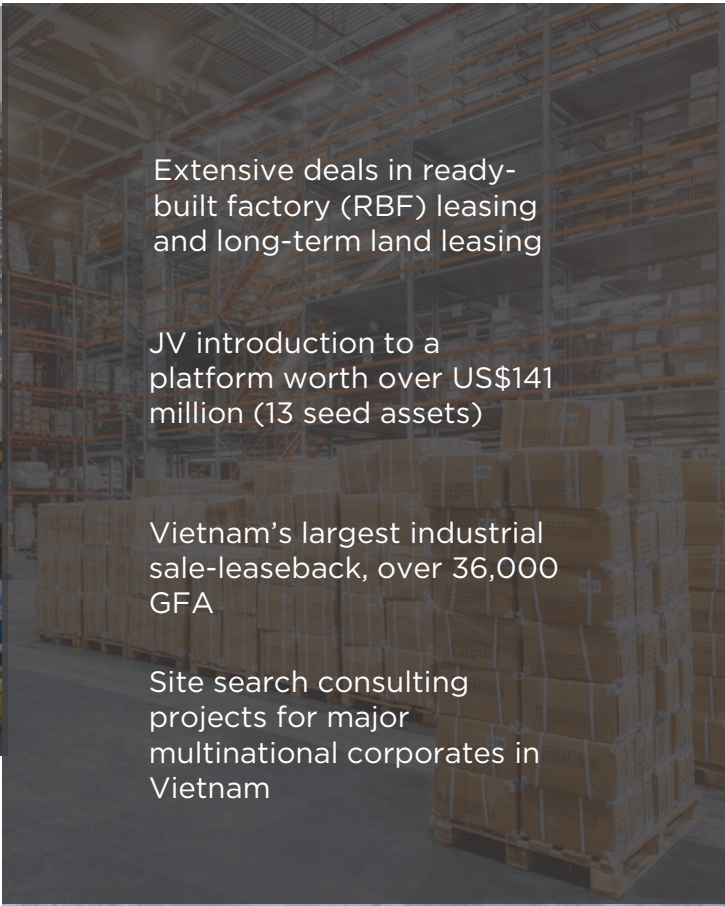 Extensive deals in ready-
built factory (RBF) leasing
and long-term land leasing
JV introduction to a
platform worth over US$141
million (13 seed assets)
Vietnam’s largest industrial
sale-leaseback, over 36,000
GFA
Site search consulting
projects for major
multinational corporates in
Vietnam